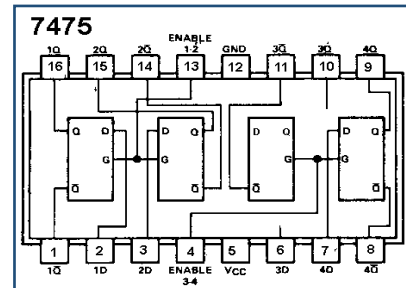 7475
ENABLE
1Q 2Q 2Q̅ 1-2 GND 3Q̅ 3Q 4Q
16 15 14 13 12 11 10 9
Q D D Q D Q D Q
G G G G
Q̅ Q̅ Q̅ Q̅
1 2 3 4 5 6 7 8
1Q̅ 1D 2D ENABLE VCC 3D 4D 4Q̅
3-4